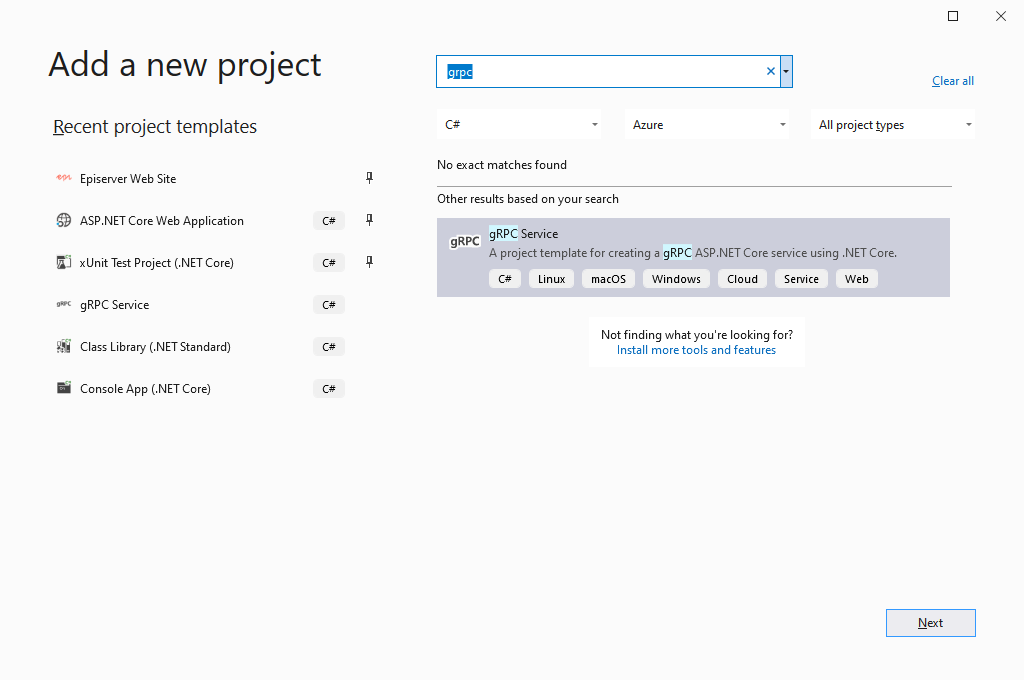 Add a new project
Recent project templates
Episerver Web Site
ASP.NET Core Web Application C#
xUnit Test Project (.NET Core) C#
gRPC gRPC Service C#
Class Library (.NET Standard) C#
Console App (.NET Core) C#
grpc
Clear all
C# Azure All project types
No exact matches found
Other results based on your search
gRPC
gRPC Service
A project template for creating a gRPC ASP.NET Core service using .NET Core.
C# Linux macOS Windows Cloud Service Web
Not finding what you're looking for?
Install more tools and features
Next